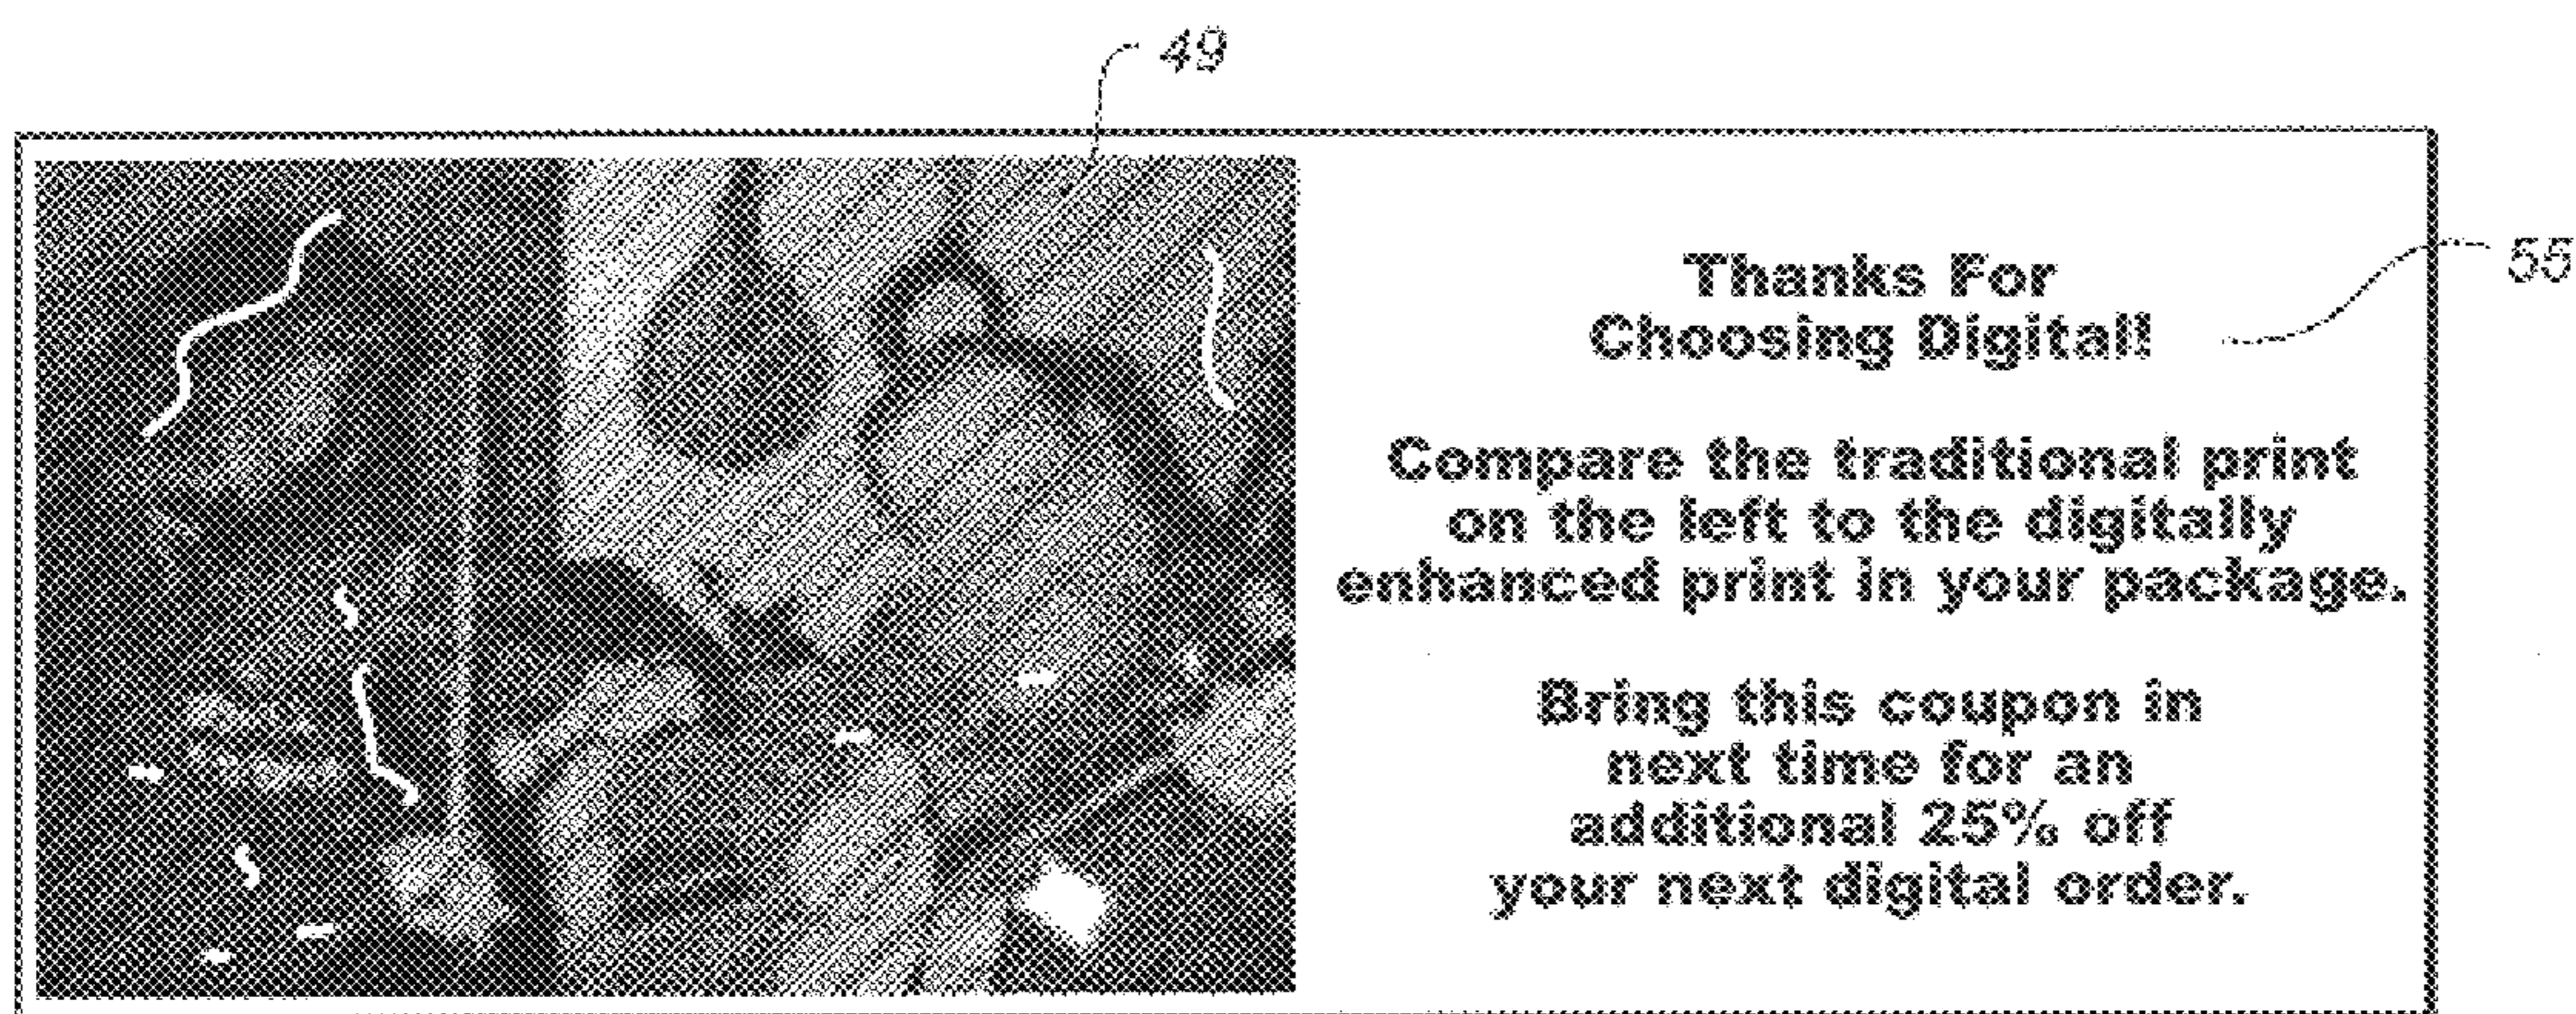 49
Thanks For
Choosing Digital!
55
Compare the traditional print
on the left to the digitally
enhanced print in your package.
Bring this coupon in
next time for an
additional 25% off
your next digital order.